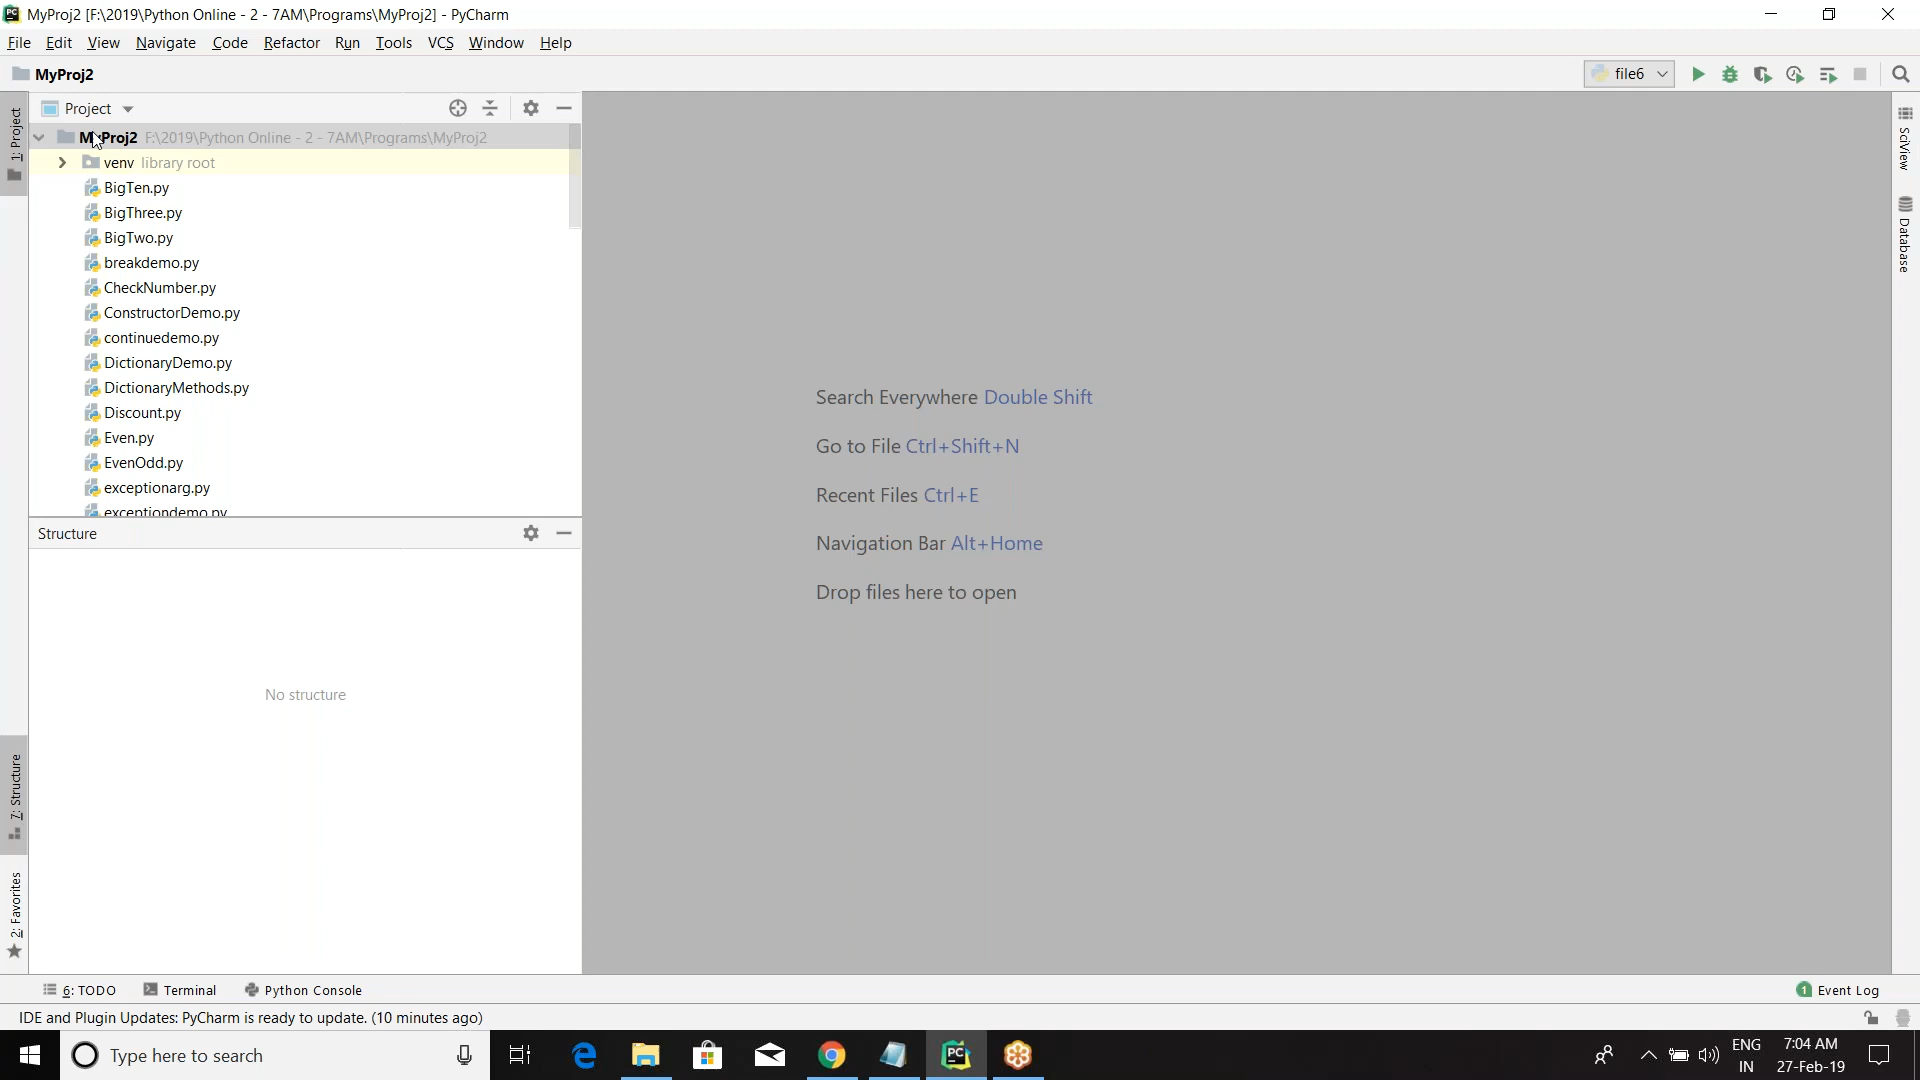 MyProj2 [F:\2019\Python Online - 2 - 7AM\Programs\MyProj2] - PyCharm
File Edit View Navigate Code Refactor Run Tools VCS Window Help
MyProj2
file6
Project
MyProj2 F:\2019\Python Online - 2 - 7AM\Programs\MyProj2
venv library root
BigTen.py
BigThree.py
BigTwo.py
breakdemo.py
CheckNumber.py
ConstructorDemo.py
continuedemo.py
DictionaryDemo.py
DictionaryMethods.py
Discount.py
Even.py
EvenOdd.py
exceptionarg.py
exceptiondemo.py
Structure
No structure
1: Project
7: Structure
2: Favorites
Search Everywhere Double Shift
Go to File Ctrl+Shift+N
Recent Files Ctrl+E
Navigation Bar Alt+Home
Drop files here to open
SciView
Database
6: TODO Terminal Python Console
1 Event Log
IDE and Plugin Updates: PyCharm is ready to update. (10 minutes ago)
Type here to search
PC
ENG
IN
7:04 AM
27-Feb-19